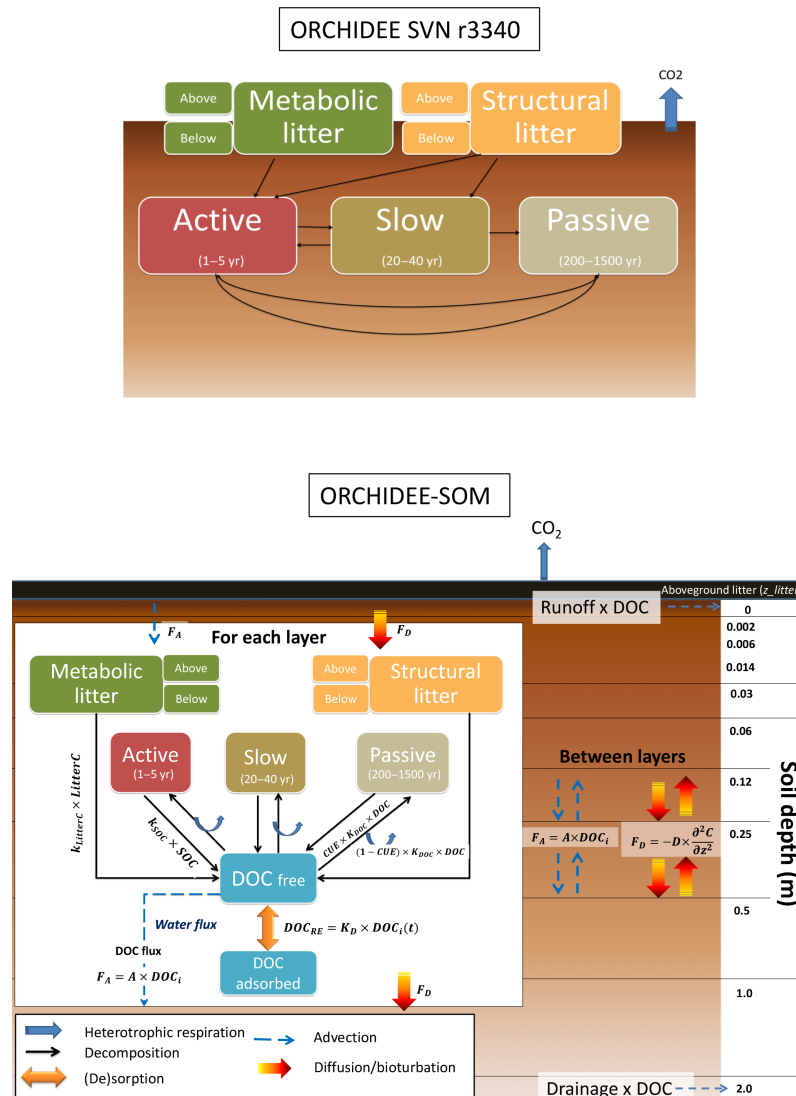 ORCHIDEE SVN r3340
CO2
Above
Metabolic
litter
Below
Above
Structural
litter
Below
Active
(1–5 yr)
Slow
(20–40 yr)
Passive
(200–1500 yr)
ORCHIDEE-SOM
CO₂
Aboveground litter (z_litter
Runoff x DOC
0
0.002
0.006
0.014
0.03
0.06
0.12
0.25
0.5
1.0
2.0
Soil depth (m)
F_A
For each layer
F_D
Metabolic
litter
Above
Below
Above
Below
Structural
litter
Active
(1–5 yr)
Slow
(20–40 yr)
Passive
(200–1500 yr)
k_LitterC × LitterC
k_SOC × SOC
CUE × K_DOC × DOC
(1 − CUE) × K_DOC × DOC
DOC free
Water flux
DOC_RE = K_D × DOC_i(t)
DOC flux
F_A = A × DOC_i
DOC
adsorbed
F_D
Between layers
F_A = A×DOC_i
F_D = −D × ∂²C/∂z²
Heterotrophic respiration
Decomposition
(De)sorption
Advection
Diffusion/bioturbation
Drainage x DOC